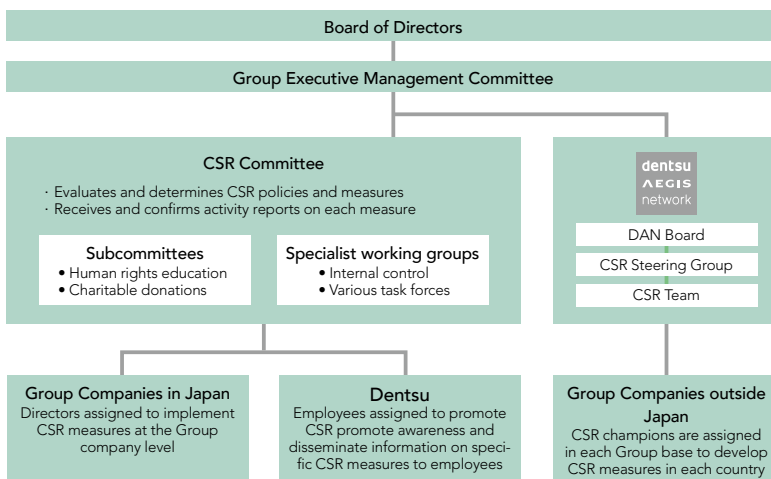 Board of Directors
Group Executive Management Committee
CSR Committee
· Evaluates and determines CSR policies and measures
· Receives and confirms activity reports on each measure
Subcommittees
• Human rights education
• Charitable donations
Specialist working groups
• Internal control
• Various task forces
dentsu
AEGIS
network
DAN Board
CSR Steering Group
CSR Team
Group Companies in Japan
Directors assigned to implement
CSR measures at the Group
company level
Dentsu
Employees assigned to promote
CSR promote awareness and
disseminate information on speci-
fic CSR measures to employees
Group Companies outside
Japan
CSR champions are assigned
in each Group base to develop
CSR measures in each country